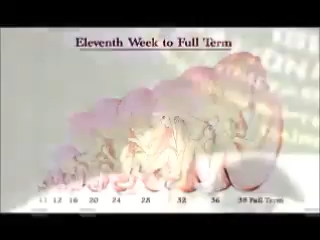 Eleventh Week to Full Term
11 12 16 20 24 28 32 36 38 Full Term